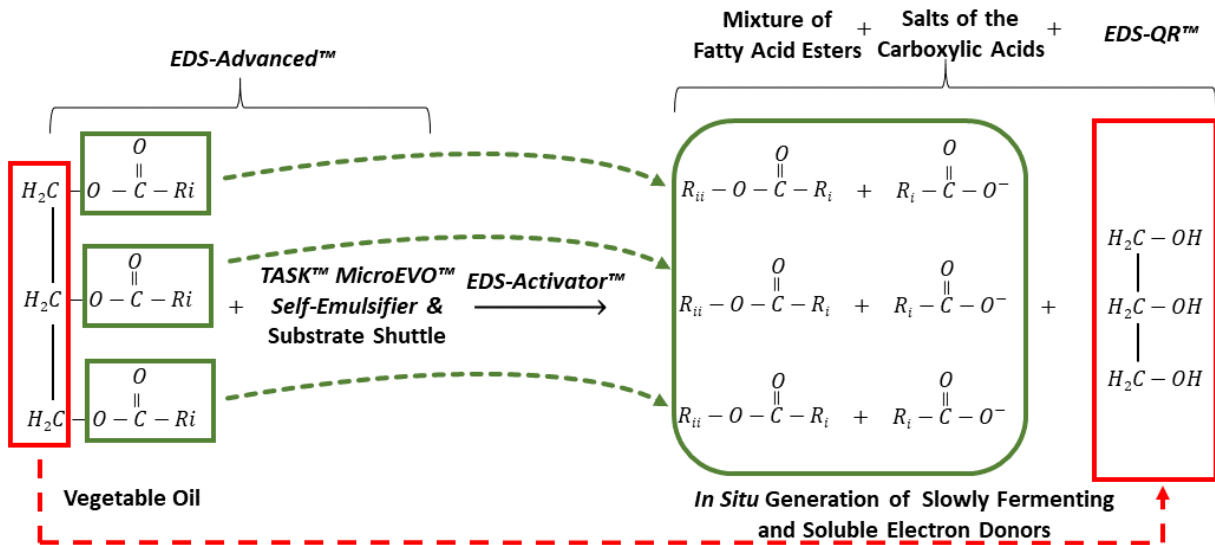 EDS-Advanced™
Mixture of
Fatty Acid Esters
+
Salts of the
Carboxylic Acids
+
EDS-QR™
O
H₂C – O – C – Ri
O
H₂C – O – C – Ri
O
H₂C – O – C – Ri
+
TASK™ MicroEVO™
Self-Emulsifier &
Substrate Shuttle
EDS-Activator™
O O
Rᵢᵢ – O – C – Rᵢ + Rᵢ – C – O⁻
O O
Rᵢᵢ – O – C – Rᵢ + Rᵢ – C – O⁻
O O
Rᵢᵢ – O – C – Rᵢ + Rᵢ – C – O⁻
+
H₂C – OH
H₂C – OH
H₂C – OH
Vegetable Oil
In Situ Generation of Slowly Fermenting
and Soluble Electron Donors